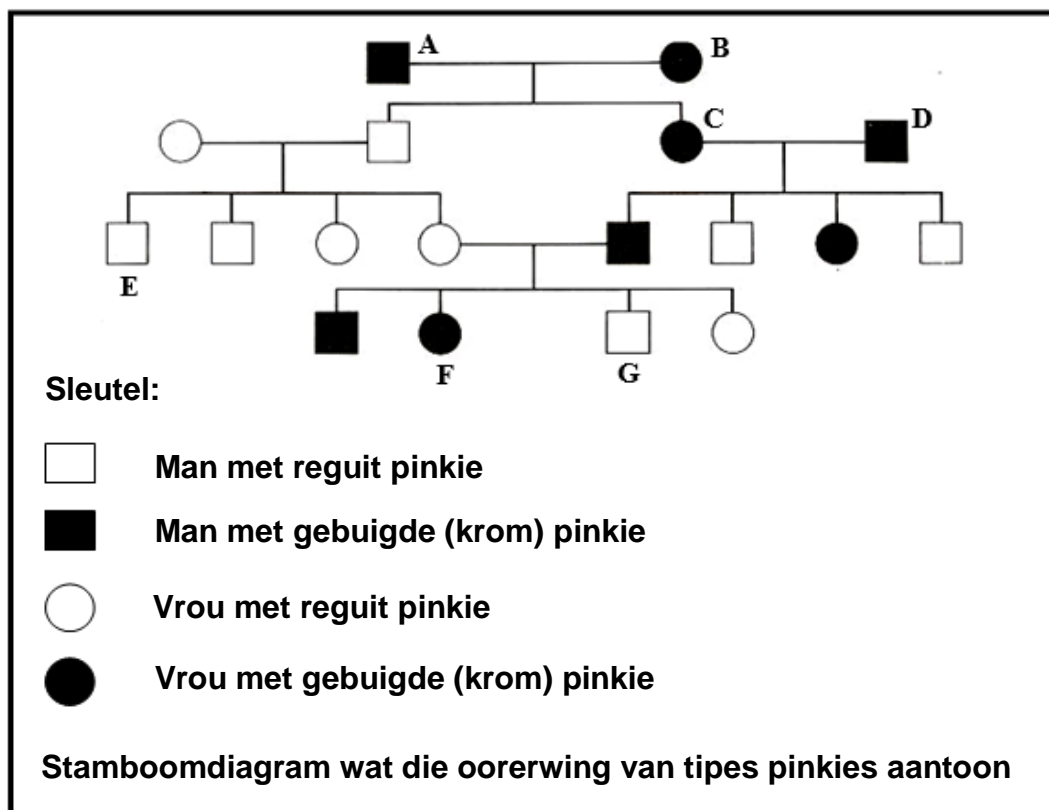 A B
C D
E
F G
Sleutel:
Man met reguit pinkie
Man met gebuigde (krom) pinkie
Vrou met reguit pinkie
Vrou met gebuigde (krom) pinkie
Stamboomdiagram wat die oorerwing van tipes pinkies aantoon